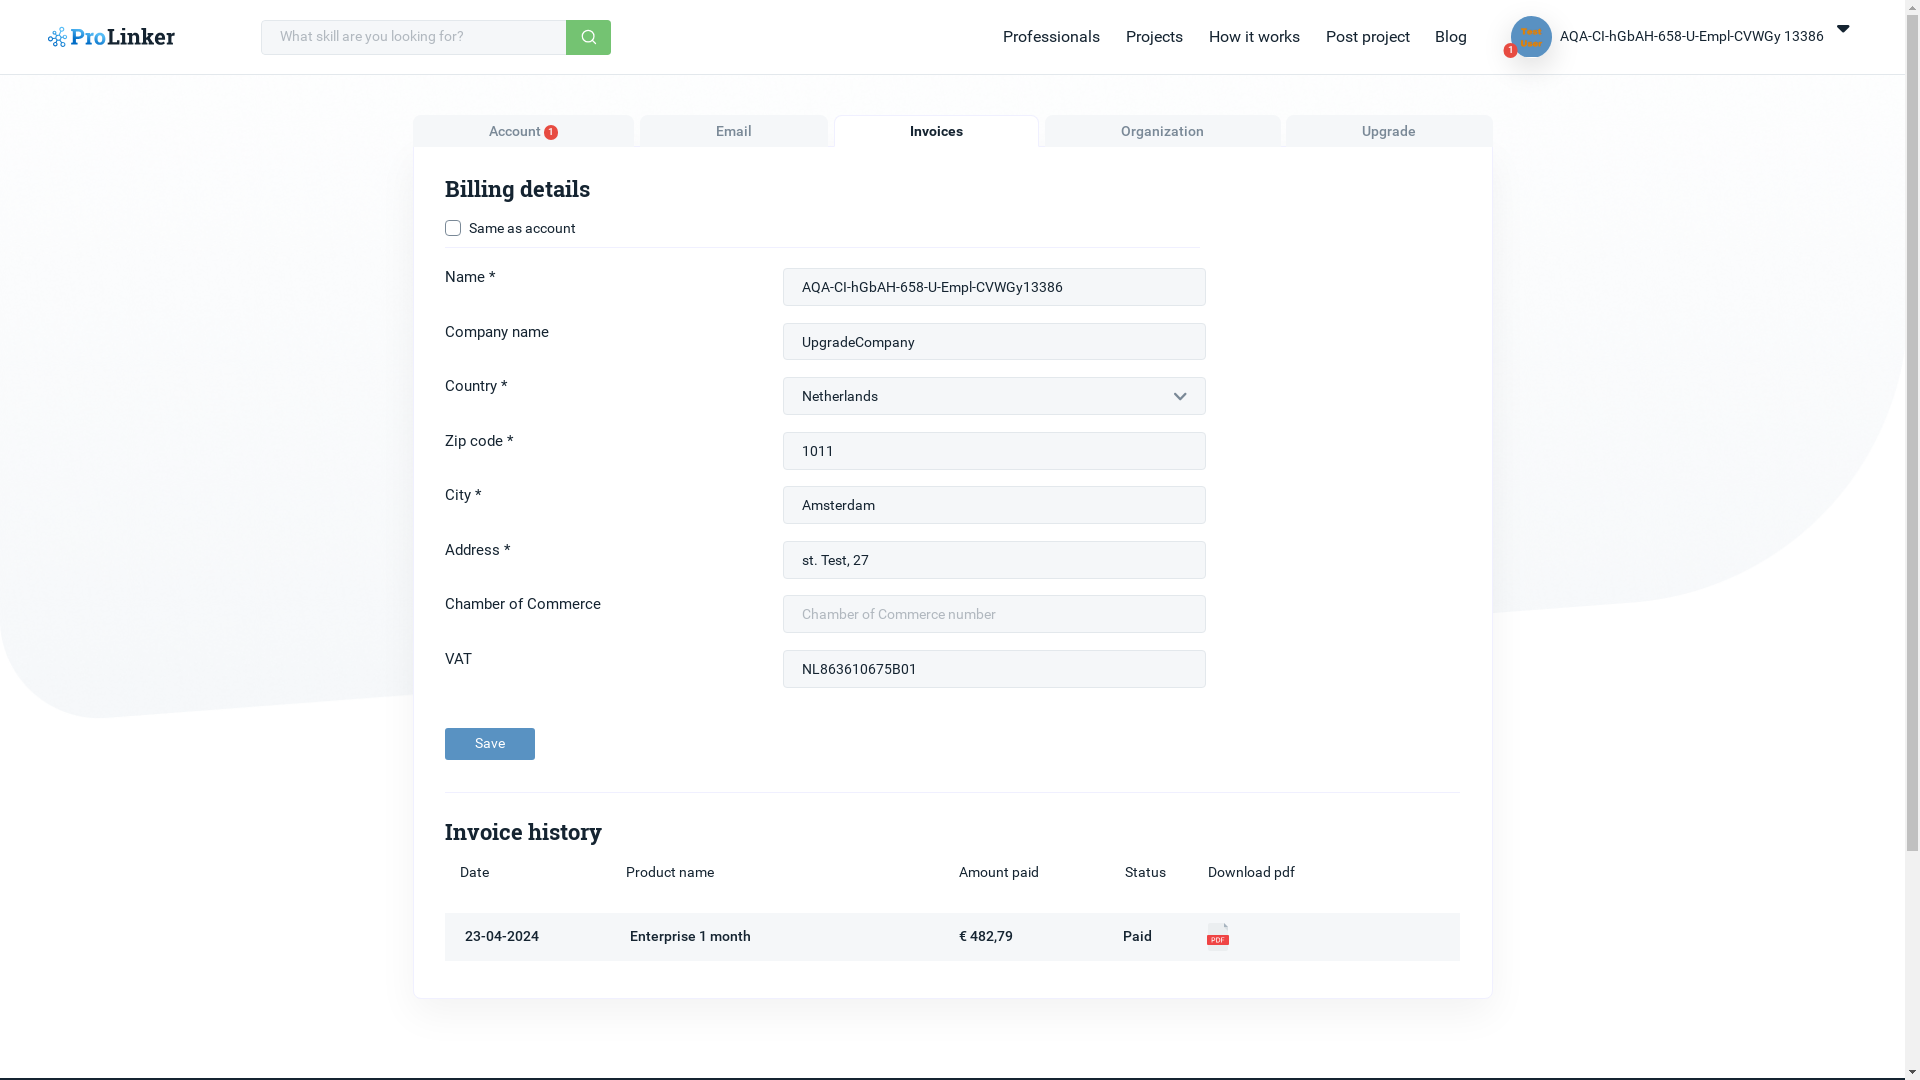 ProLinker
What skill are you looking for?
Professionals
Projects
How it works
Post project
Blog
Test
User
1
AQA-CI-hGbAH-658-U-Empl-CVWGy 13386
Account 1
Email
Invoices
Organization
Upgrade
Billing details
Same as account
Name *
AQA-CI-hGbAH-658-U-Empl-CVWGy13386
Company name
UpgradeCompany
Country *
Netherlands
Zip code *
1011
City *
Amsterdam
Address *
st. Test, 27
Chamber of Commerce
Chamber of Commerce number
VAT
NL863610675B01
Save
Invoice history
Date Product name Amount paid Status Download pdf
23-04-2024 Enterprise 1 month € 482,79 Paid PDF